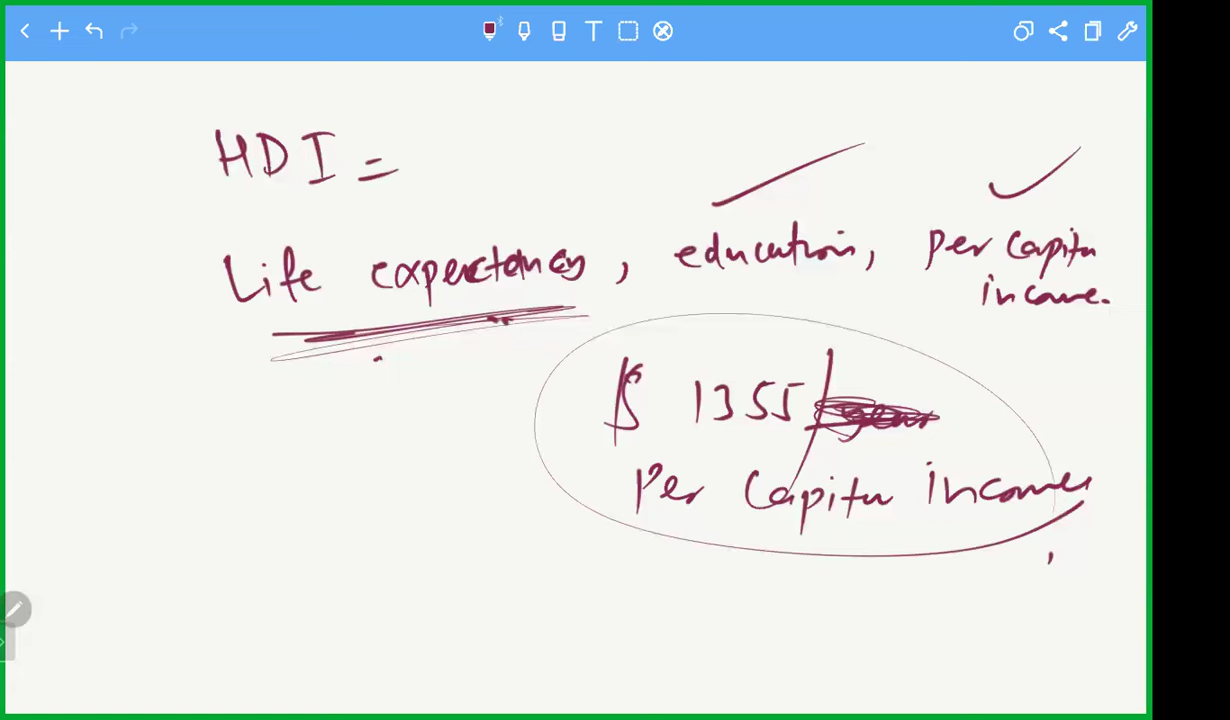 HDI =
Life expectancy, education, per capita
income.
$ 1355/
Per Capita income